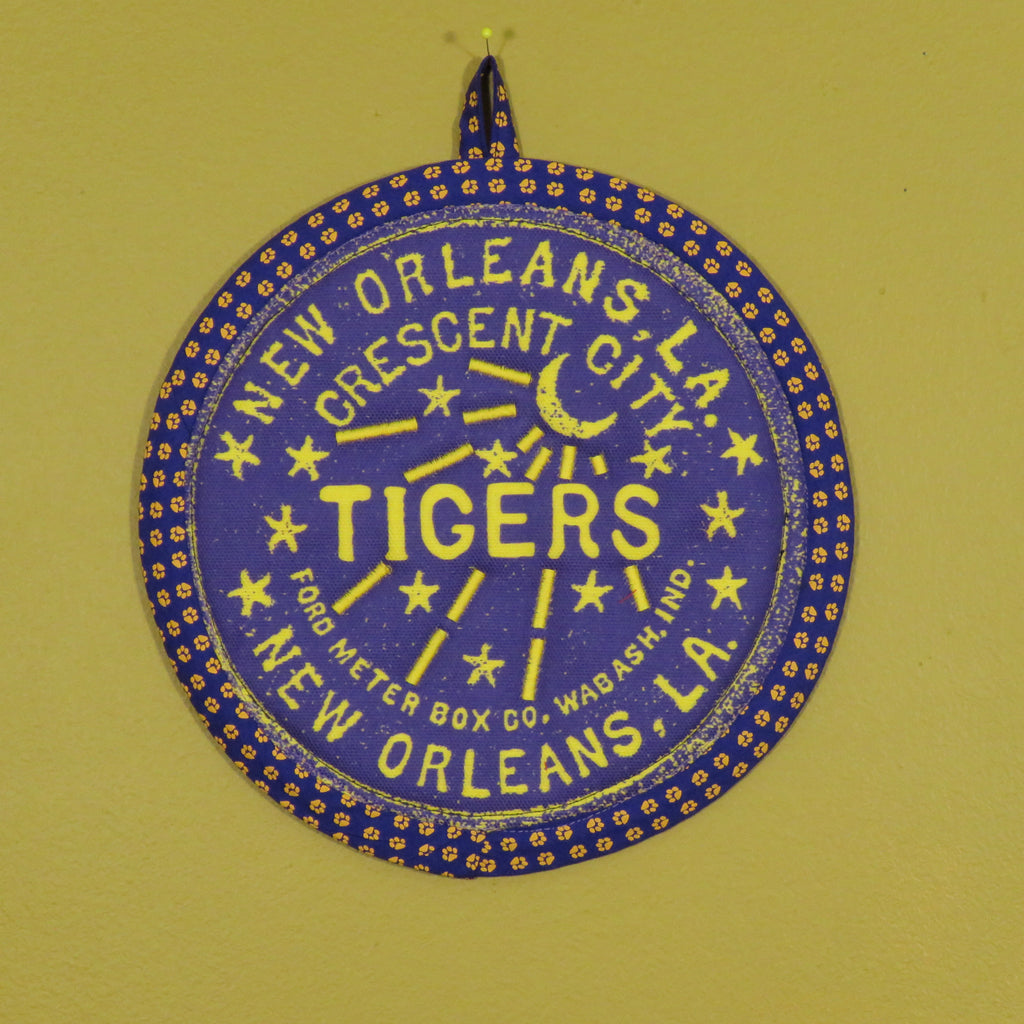 NEW ORLEANS, LA.
CRESCENT CITY.
TIGERS
FORD METER BOX CO. WABASH, IND.
NEW ORLEANS, LA.